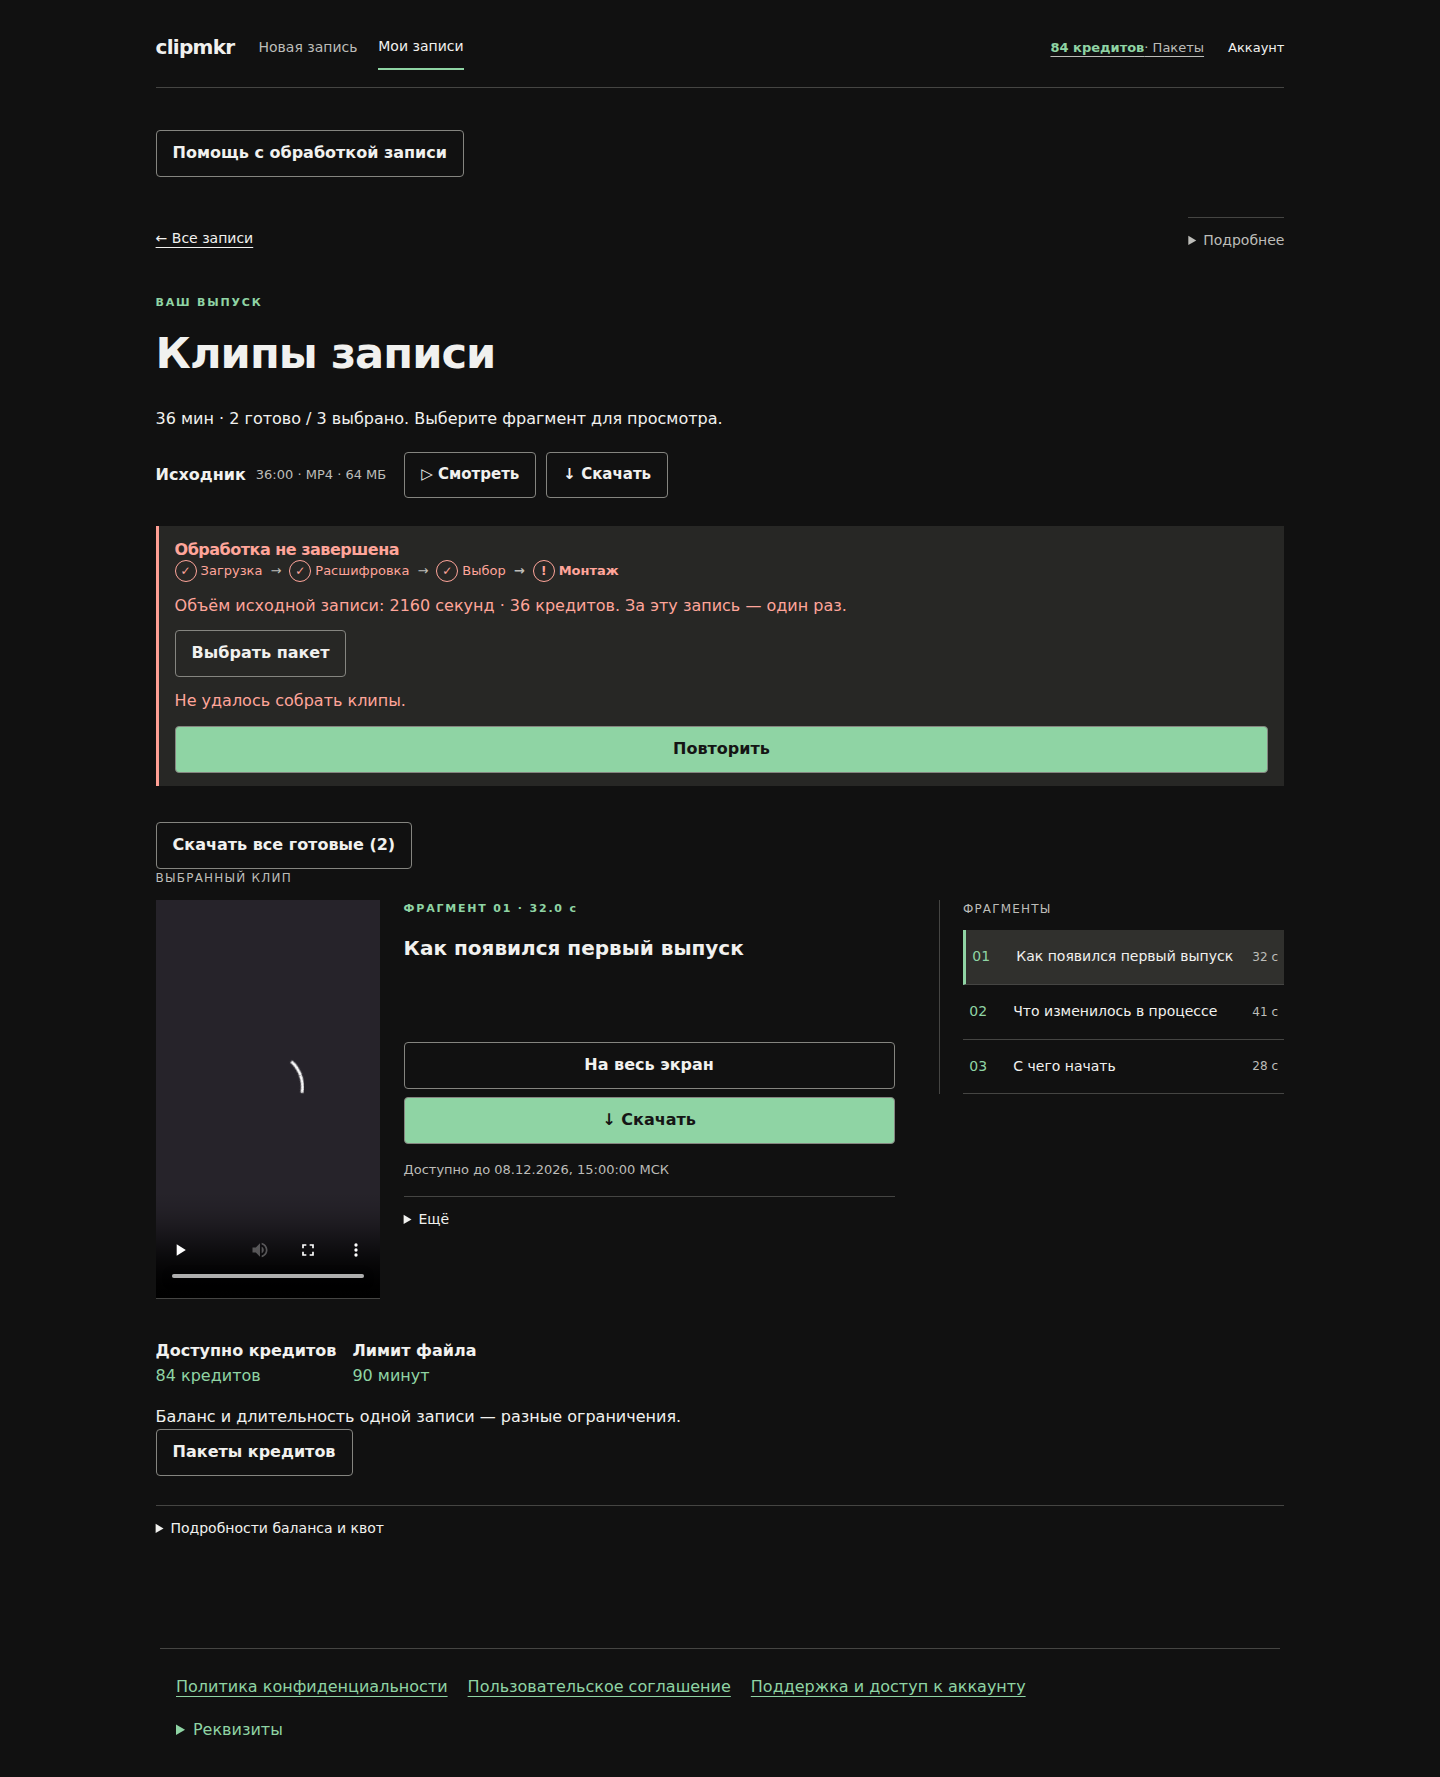 clipmkr Новая запись Мои записи 84 кредитов · Пакеты Аккаунт
Помощь с обработкой записи
← Все записи ▶ Подробнее
ВАШ ВЫПУСК
Клипы записи
36 мин · 2 готово / 3 выбрано. Выберите фрагмент для просмотра.
Исходник 36:00 · MP4 · 64 МБ ▷ Смотреть ↓ Скачать
Обработка не завершена
✓ Загрузка → ✓ Расшифровка → ✓ Выбор → ! Монтаж
Объём исходной записи: 2160 секунд · 36 кредитов. За эту запись — один раз.
Выбрать пакет
Не удалось собрать клипы.
Повторить
Скачать все готовые (2)
ВЫБРАННЫЙ КЛИП
ФРАГМЕНТ 01 · 32.0 с
Как появился первый выпуск
На весь экран
↓ Скачать
Доступно до 08.12.2026, 15:00:00 МСК
▶ Ещё
ФРАГМЕНТЫ
01 Как появился первый выпуск 32 с
02 Что изменилось в процессе 41 с
03 С чего начать 28 с
Доступно кредитов Лимит файла
84 кредитов 90 минут
Баланс и длительность одной записи — разные ограничения.
Пакеты кредитов
▶ Подробности баланса и квот
Политика конфиденциальности Пользовательское соглашение Поддержка и доступ к аккаунту
▶ Реквизиты